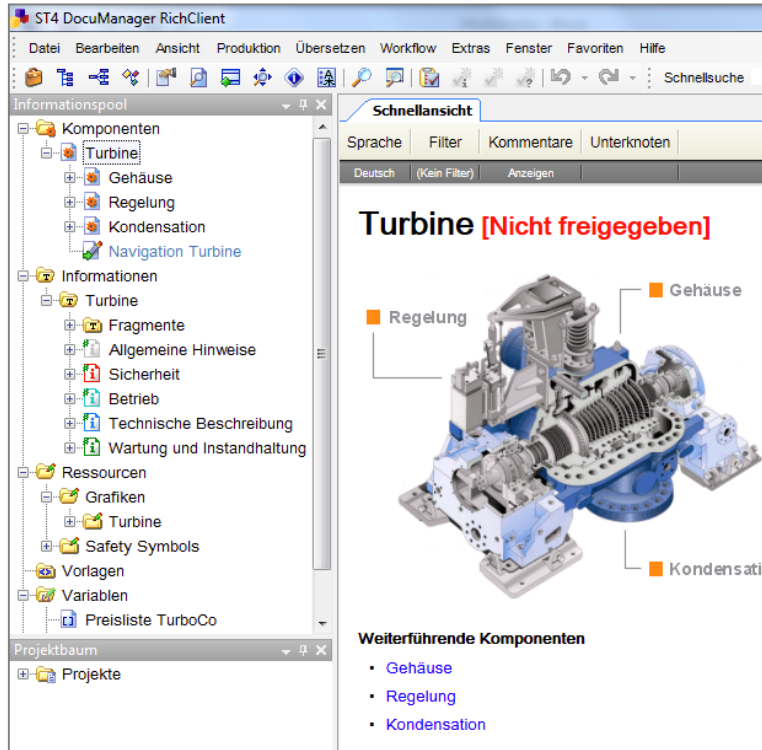 ST4 DocuManager RichClient
Datei Bearbeiten Ansicht Produktion Übersetzen Workflow Extras Fenster Favoriten Hilfe
Schnellsuche
Informationspool
Komponenten
Turbine
Gehäuse
Regelung
Kondensation
Navigation Turbine
Informationen
Turbine
Fragmente
Allgemeine Hinweise
Sicherheit
Betrieb
Technische Beschreibung
Wartung und Instandhaltung
Ressourcen
Grafiken
Turbine
Safety Symbols
Vorlagen
Variablen
Preisliste TurboCo
Projektbaum
Projekte
Schnellansicht
Sprache Filter Kommentare Unterknoten
Deutsch (Kein Filter) Anzeigen
Turbine [Nicht freigegeben]
Gehäuse
Regelung
Kondensati
Weiterführende Komponenten
Gehäuse
Regelung
Kondensation